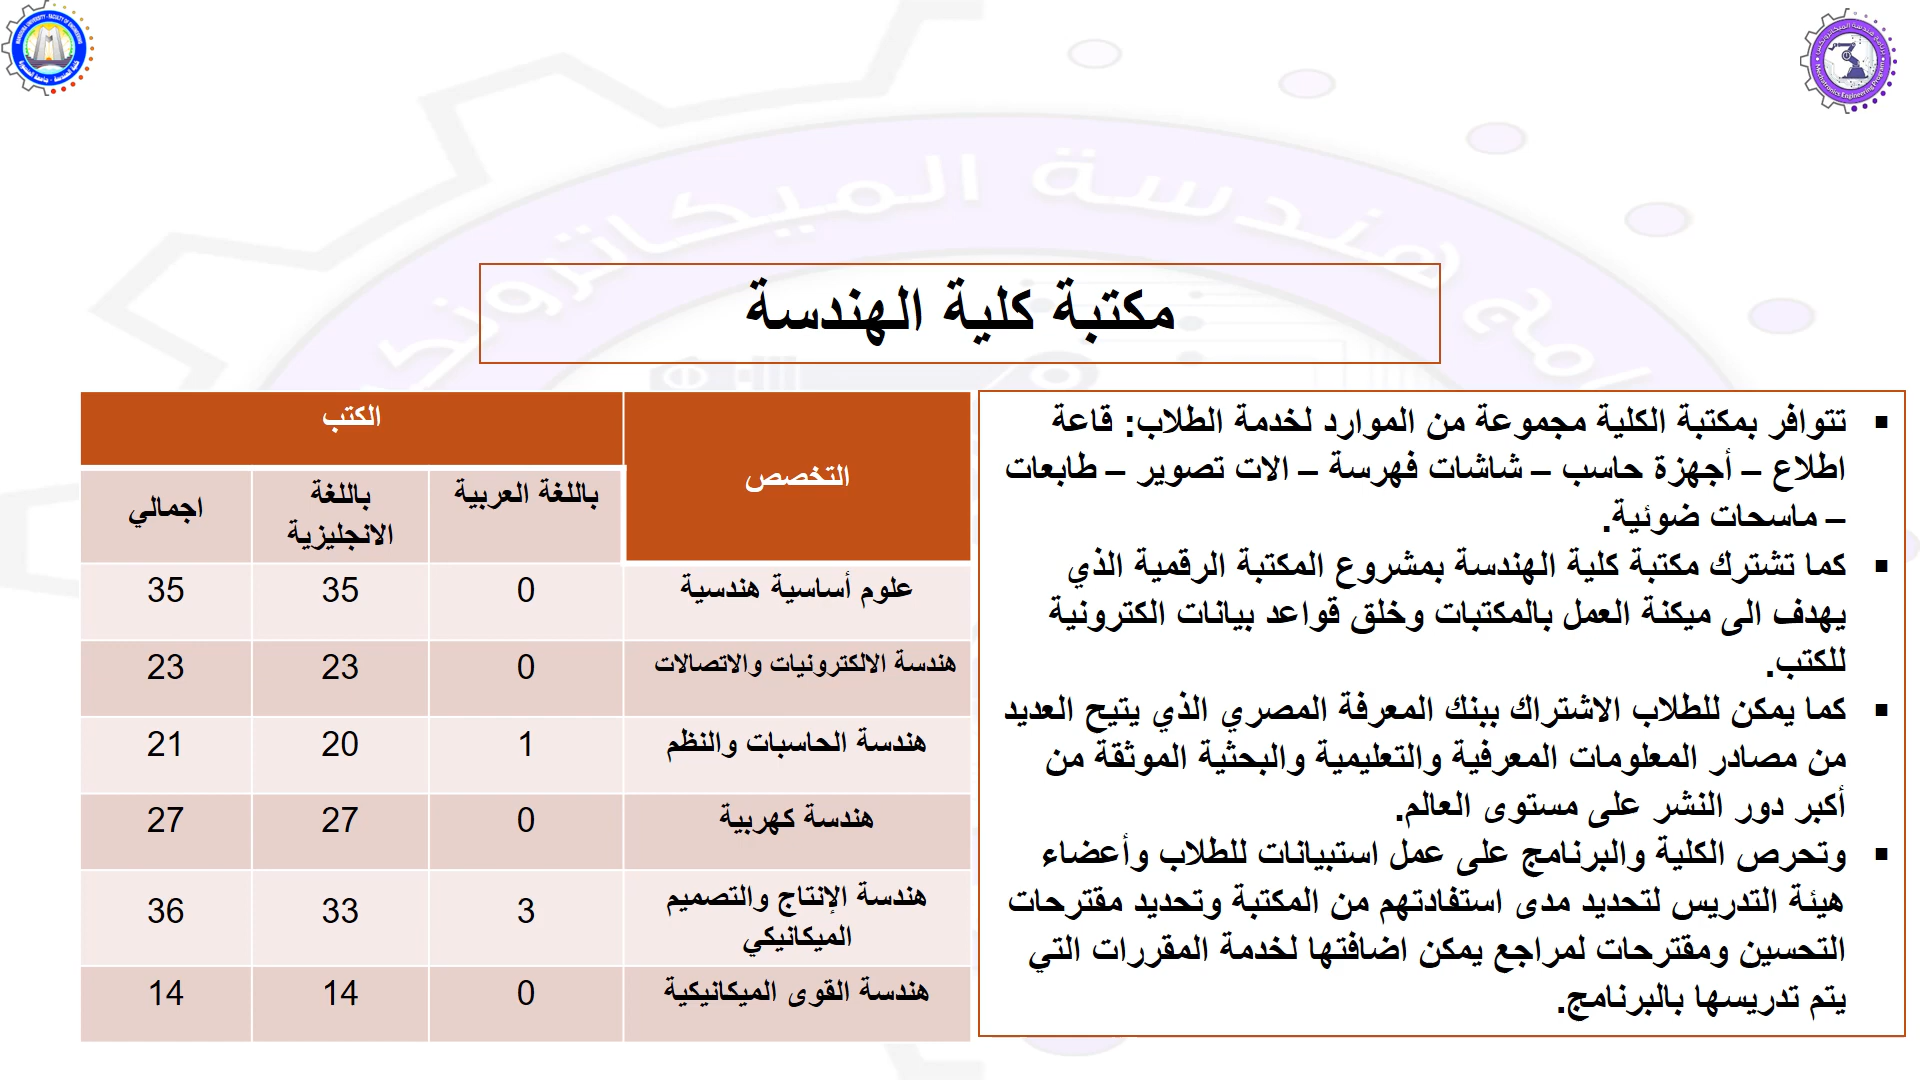 مكتبة كلية الهندسة
▪ تتوافر بمكتبة الكلية مجموعة من الموارد لخدمة الطلاب: قاعة
اطلاع – أجهزة حاسب – شاشات فهرسة – الات تصوير – طابعات
– ماسحات ضوئية.
▪ كما تشترك مكتبة كلية الهندسة بمشروع المكتبة الرقمية الذي
يهدف الى ميكنة العمل بالمكتبات وخلق قواعد بيانات الكترونية
للكتب.
▪ كما يمكن للطلاب الاشتراك ببنك المعرفة المصري الذي يتيح العديد
من مصادر المعلومات المعرفية والتعليمية والبحثية الموثقة من
أكبر دور النشر على مستوى العالم.
▪ وتحرص الكلية والبرنامج على عمل استبيانات للطلاب وأعضاء
هيئة التدريس لتحديد مدى استفادتهم من المكتبة وتحديد مقترحات
التحسين ومقترحات لمراجع يمكن اضافتها لخدمة المقررات التي
يتم تدريسها بالبرنامج.
التخصص الكتب
باللغة العربية باللغة الانجليزية اجمالي
علوم أساسية هندسية 0 35 35
هندسة الالكترونيات والاتصالات 0 23 23
هندسة الحاسبات والنظم 1 20 21
هندسة كهربية 0 27 27
هندسة الإنتاج والتصميم الميكانيكي 3 33 36
هندسة القوى الميكانيكية 0 14 14